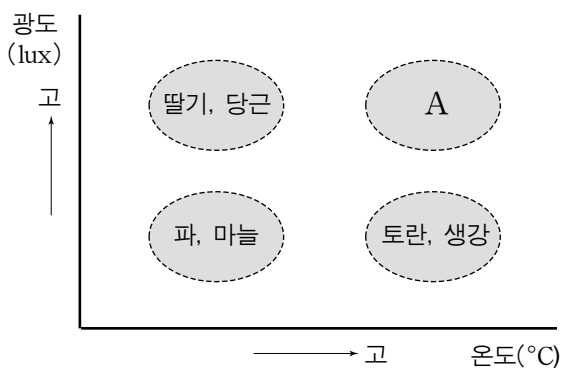 광도
(lux)
고
딸기, 당근
A
파, 마늘
토란, 생강
고
온도(°C)